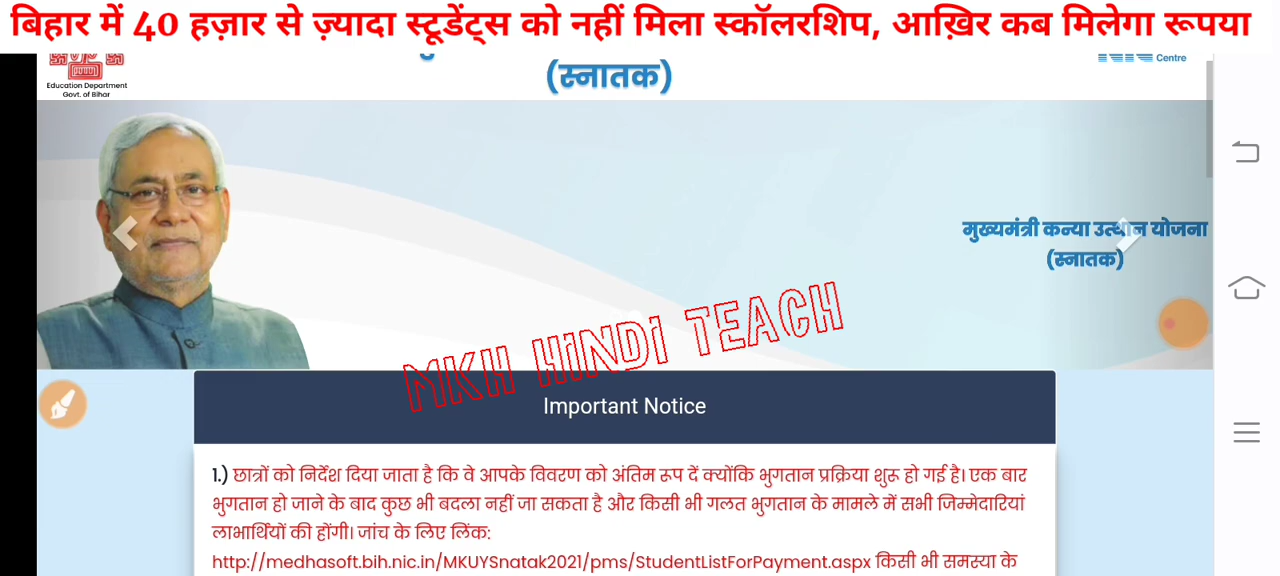 बिहार में 40 हज़ार से ज़्यादा स्टूडेंट्स को नहीं मिला स्कॉलरशिप, आख़िर कब मिलेगा रूपया
Education Department
Govt. of Bihar
(स्नातक)
Centre
मुख्यमंत्री कन्या उत्थान योजना
(स्नातक)
MKH HINDI TEACH
Important Notice
1.) छात्रों को निर्देश दिया जाता है कि वे आपके विवरण को अंतिम रूप दें क्योंकि भुगतान प्रक्रिया शुरू हो गई है। एक बार
भुगतान हो जाने के बाद कुछ भी बदला नहीं जा सकता है और किसी भी गलत भुगतान के मामले में सभी जिम्मेदारियां
लाभार्थियों की होंगी। जांच के लिए लिंक:
http://medhasoft.bih.nic.in/MKUYSnatak2021/pms/StudentListForPayment.aspx किसी भी समस्या के